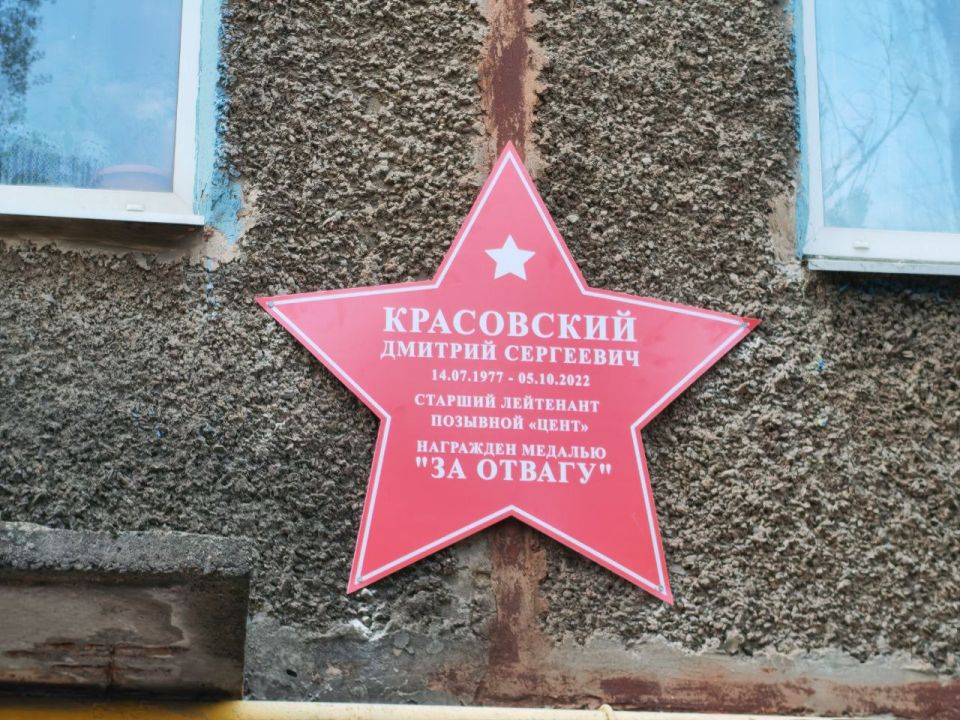 КРАСОВСКИЙ
ДМИТРИЙ СЕРГЕЕВИЧ
14.07.1977 - 05.10.2022
СТАРШИЙ ЛЕЙТЕНАНТ
ПОЗЫВНОЙ «ЦЕНТ»
НАГРАЖДЕН МЕДАЛЬЮ
"ЗА ОТВАГУ"